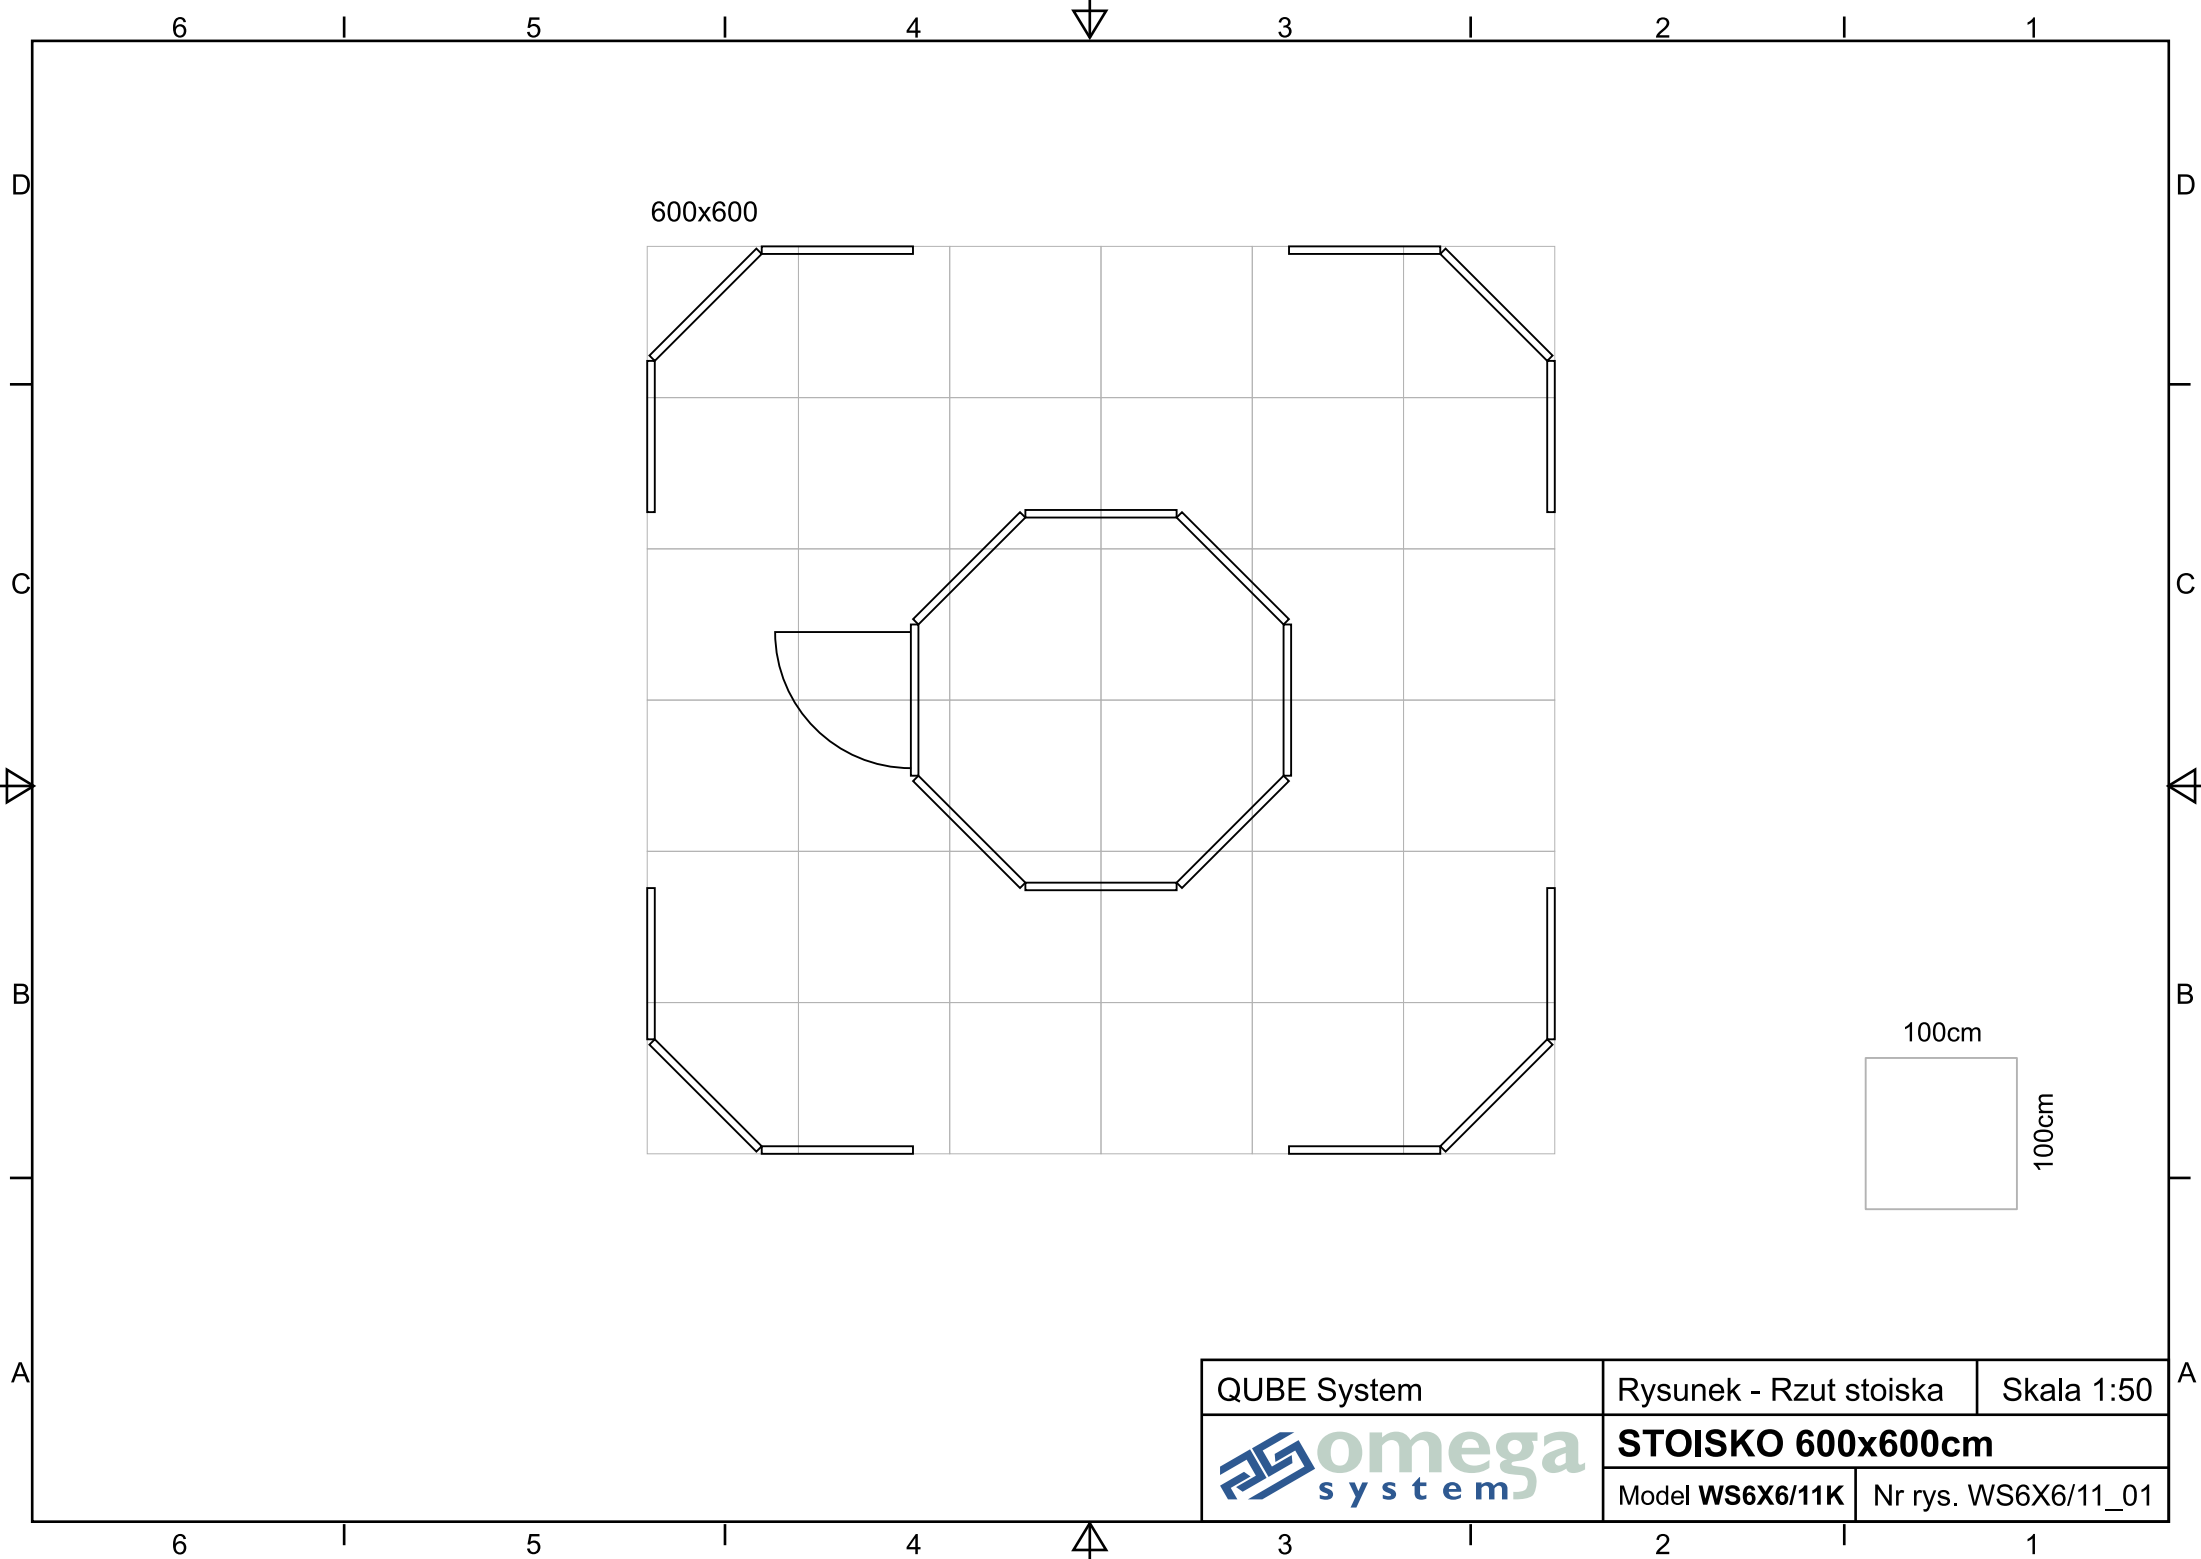 6 5 4 3 2 1
D D
600x600
C C
B B
100cm
100cm
A A
QUBE System
Rysunek - Rzut stoiska
Skala 1:50
omega
system
STOISKO 600x600cm
Model WS6X6/11K
Nr rys. WS6X6/11_01
6 5 4 3 2 1